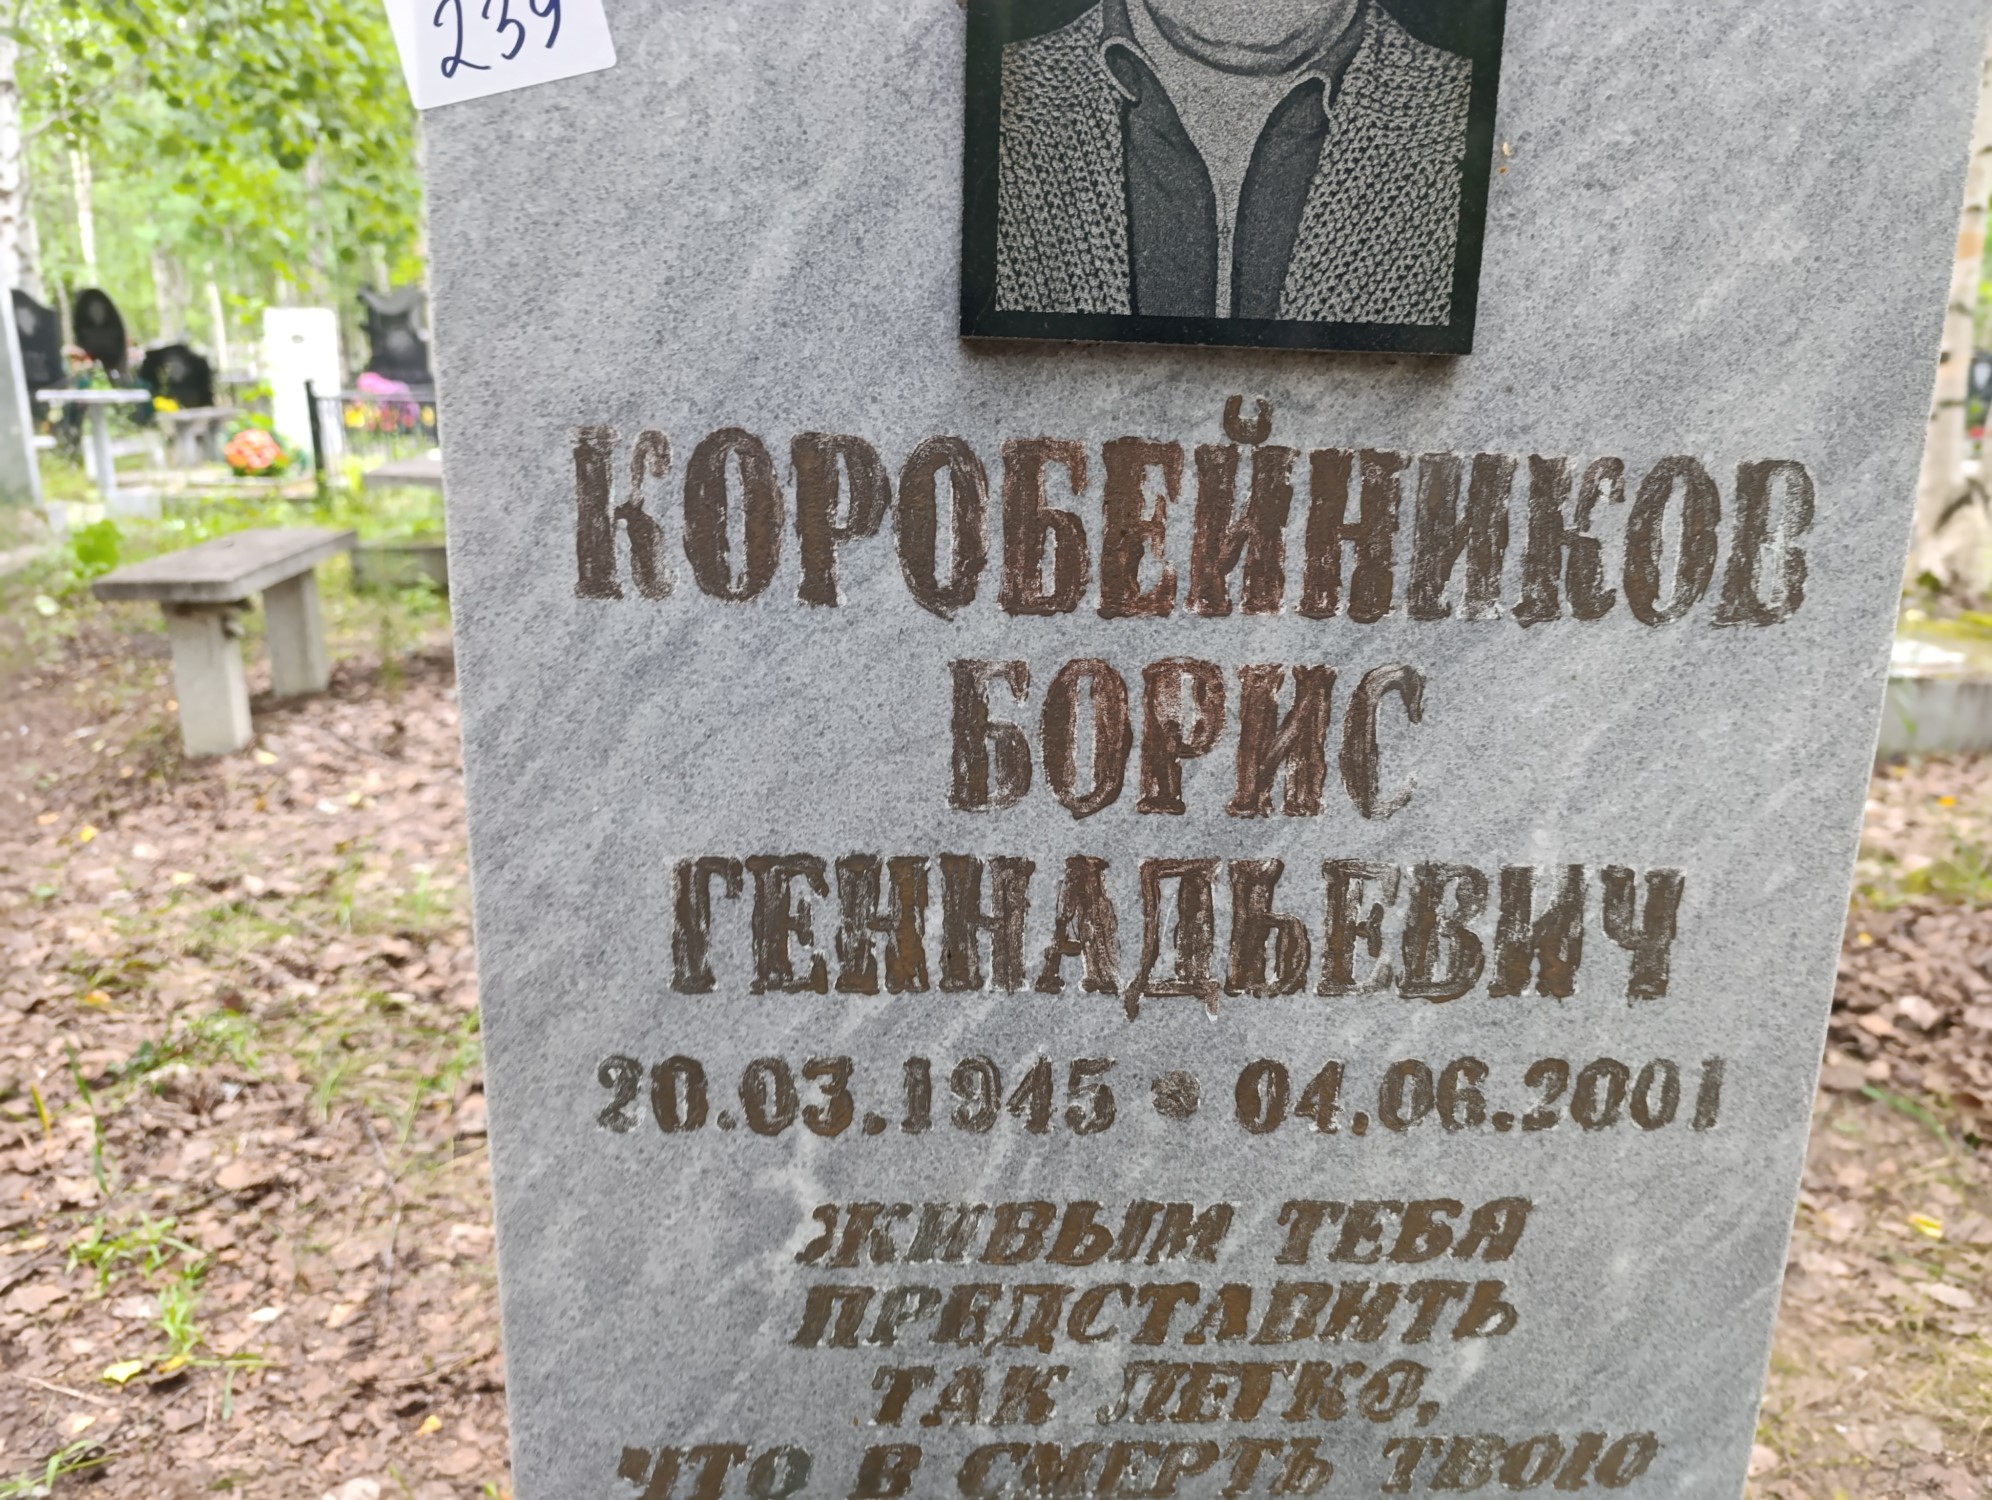 239
КОРОБЕЙНИКОВ
БОРИС
ГЕННАДЬЕВИЧ
20.03.1945 • 04.06.2001
ЖИВЫМ ТЕБЯ
ПРЕДСТАВИТЬ
ТАК ЛЕГКО,
ЧТО В СМЕРТЬ ТВОЮ